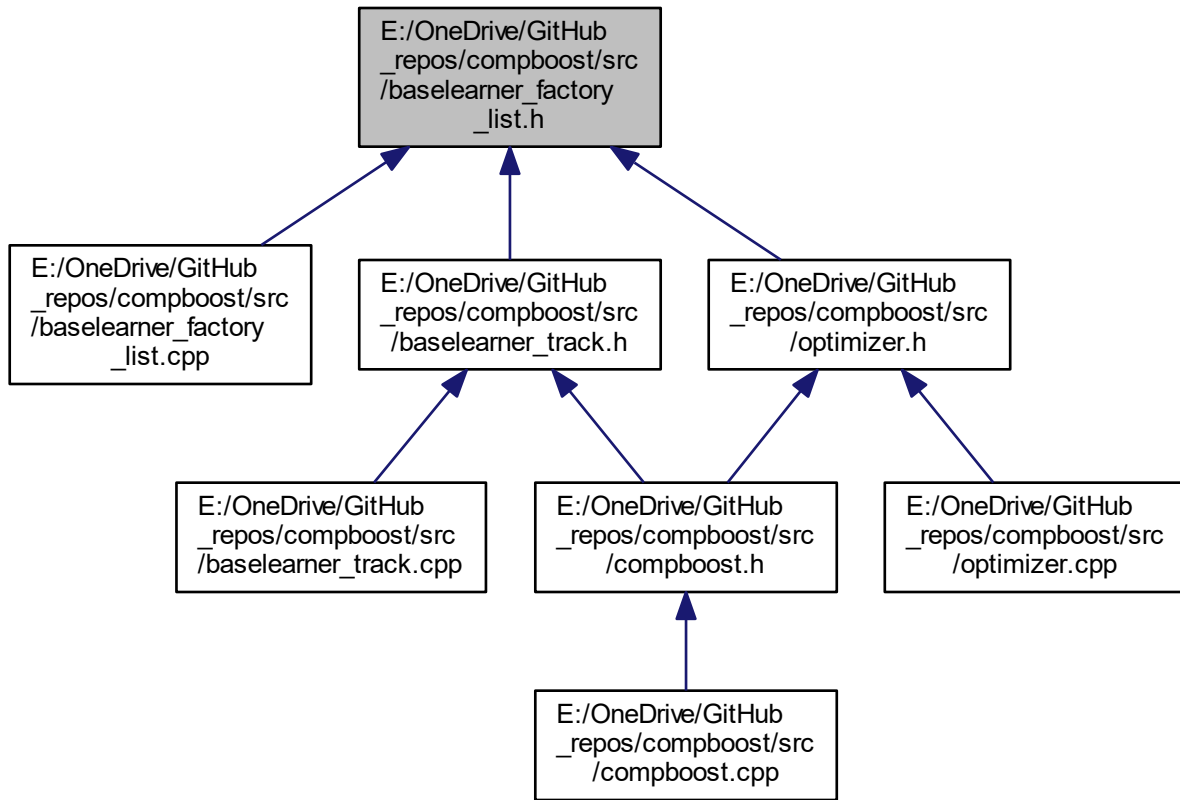 E:/OneDrive/GitHub
_repos/compboost/src
/baselearner_factory
_list.h
E:/OneDrive/GitHub
_repos/compboost/src
/baselearner_factory
_list.cpp
E:/OneDrive/GitHub
_repos/compboost/src
/baselearner_track.h
E:/OneDrive/GitHub
_repos/compboost/src
/optimizer.h
E:/OneDrive/GitHub
_repos/compboost/src
/baselearner_track.cpp
E:/OneDrive/GitHub
_repos/compboost/src
/compboost.h
E:/OneDrive/GitHub
_repos/compboost/src
/optimizer.cpp
E:/OneDrive/GitHub
_repos/compboost/src
/compboost.cpp